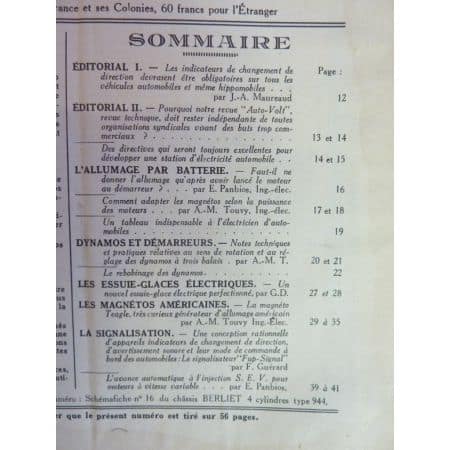 rance et ses Colonies, 60 francs pour l'Étranger
SOMMAIRE
ÉDITORIAL I. — Les indicateurs de changement de
direction devraient être obligatoires sur tous les
véhicules automobiles et même hippomobiles . . .
Page :
par J.-A. Maureaud 12
EDITORIAL II. — Pourquoi notre revue "Auto-Volt",
revue technique, doit rester indépendante de toutes
organisations syndicales visant des buts trop com-
merciaux ? . . . . . . . . . . 13 et 14
Des directives qui seront toujours excellentes pour
développer une station d'électricité automobile . . 14 et 15
L'ALLUMAGE PAR BATTERIE. — Faut-il ne
donner l'allumage qu'après avoir lancé le moteur
au démarreur ? . . . par E. Panbios, Ing.-élec. 16
Comment adapter les magnétos selon la puissance
des moteurs . . . par A.-M. Touvy, Ing.-élec. 17 et 18
Un tableau indispensable à l'électricien d'auto-
mobiles . . . . . . . . . . 19
DYNAMOS ET DÉMARREURS. — Notes techniques
et pratiques relatives au sens de rotation et au ré-
glage des dynamos à trois balais . par A.-M. T. 20 et 21
Le rebobinage des dynamos. . . . . . 22
LES ESSUIE-GLACES ÉLECTRIQUES. — Un
nouvel essuie-glace électrique perfectionné, par G.D. 27 et 28
LES MAGNÉTOS AMÉRICAINES. — La magnéto
Teagle, très curieux générateur d'allumage américain
par A.-M. Touvy Ing.-Élec. 29 à 35
LA SIGNALISATION. — Une conception rationnelle
d'appareils indicateurs de changement de direction,
d'avertissement sonore et leur mode de commande à
bord des automobiles : Le signalisateur "Fup-Signal"
par F. Guérard
L'avance automatique à l'injection S. E. V. pour
moteurs à vitesse variable . . . par E. Panbios, 39 à 41
uméro : Schémafiche n° 16 du châssis BERLIET 4 cylindres type 944,
er que le présent numéro est tiré sur 56 pages.